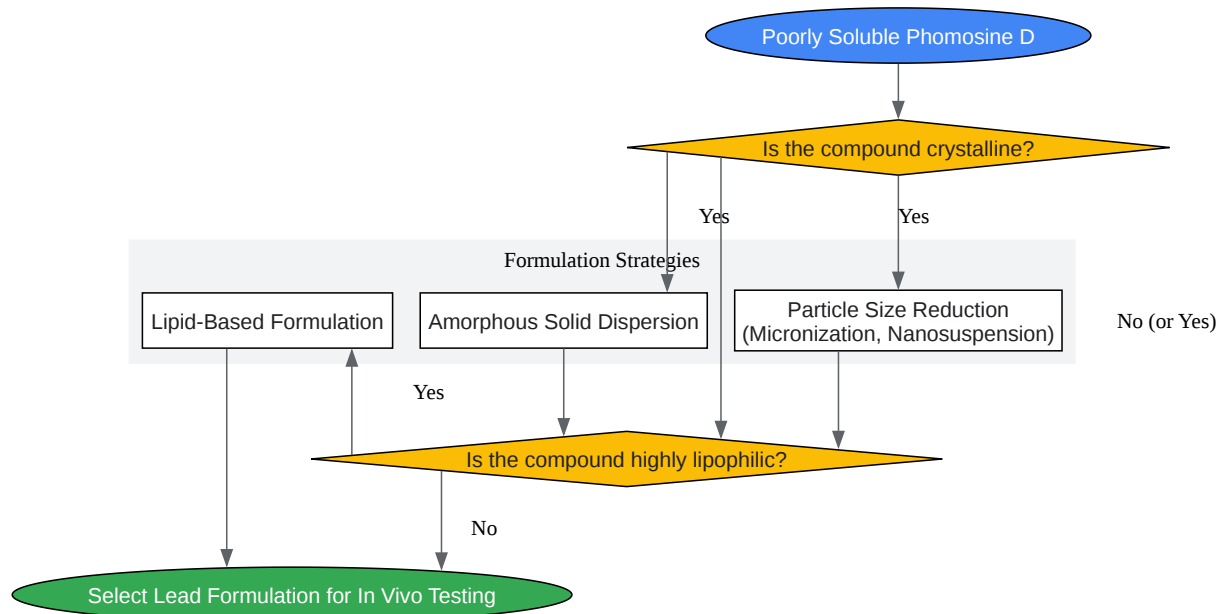 Poorly Soluble Phomosine D
Is the compound crystalline?
Yes
Yes
Formulation Strategies
Lipid-Based Formulation
Amorphous Solid Dispersion
Particle Size Reduction
(Micronization, Nanosuspension)
No (or Yes)
Yes
Is the compound highly lipophilic?
No
Select Lead Formulation for In Vivo Testing